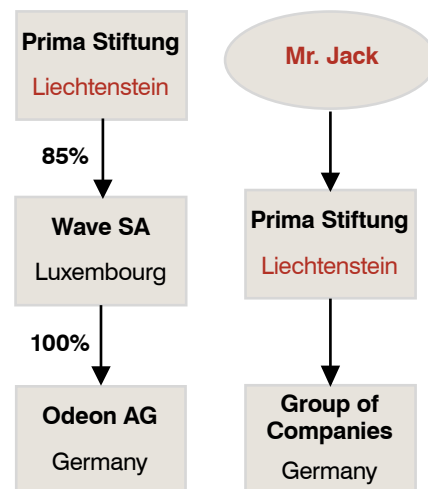 Prima Stiftung
Liechtenstein
85%
Wave SA
Luxembourg
100%
Odeon AG
Germany
Mr. Jack
Prima Stiftung
Liechtenstein
Group of
Companies
Germany